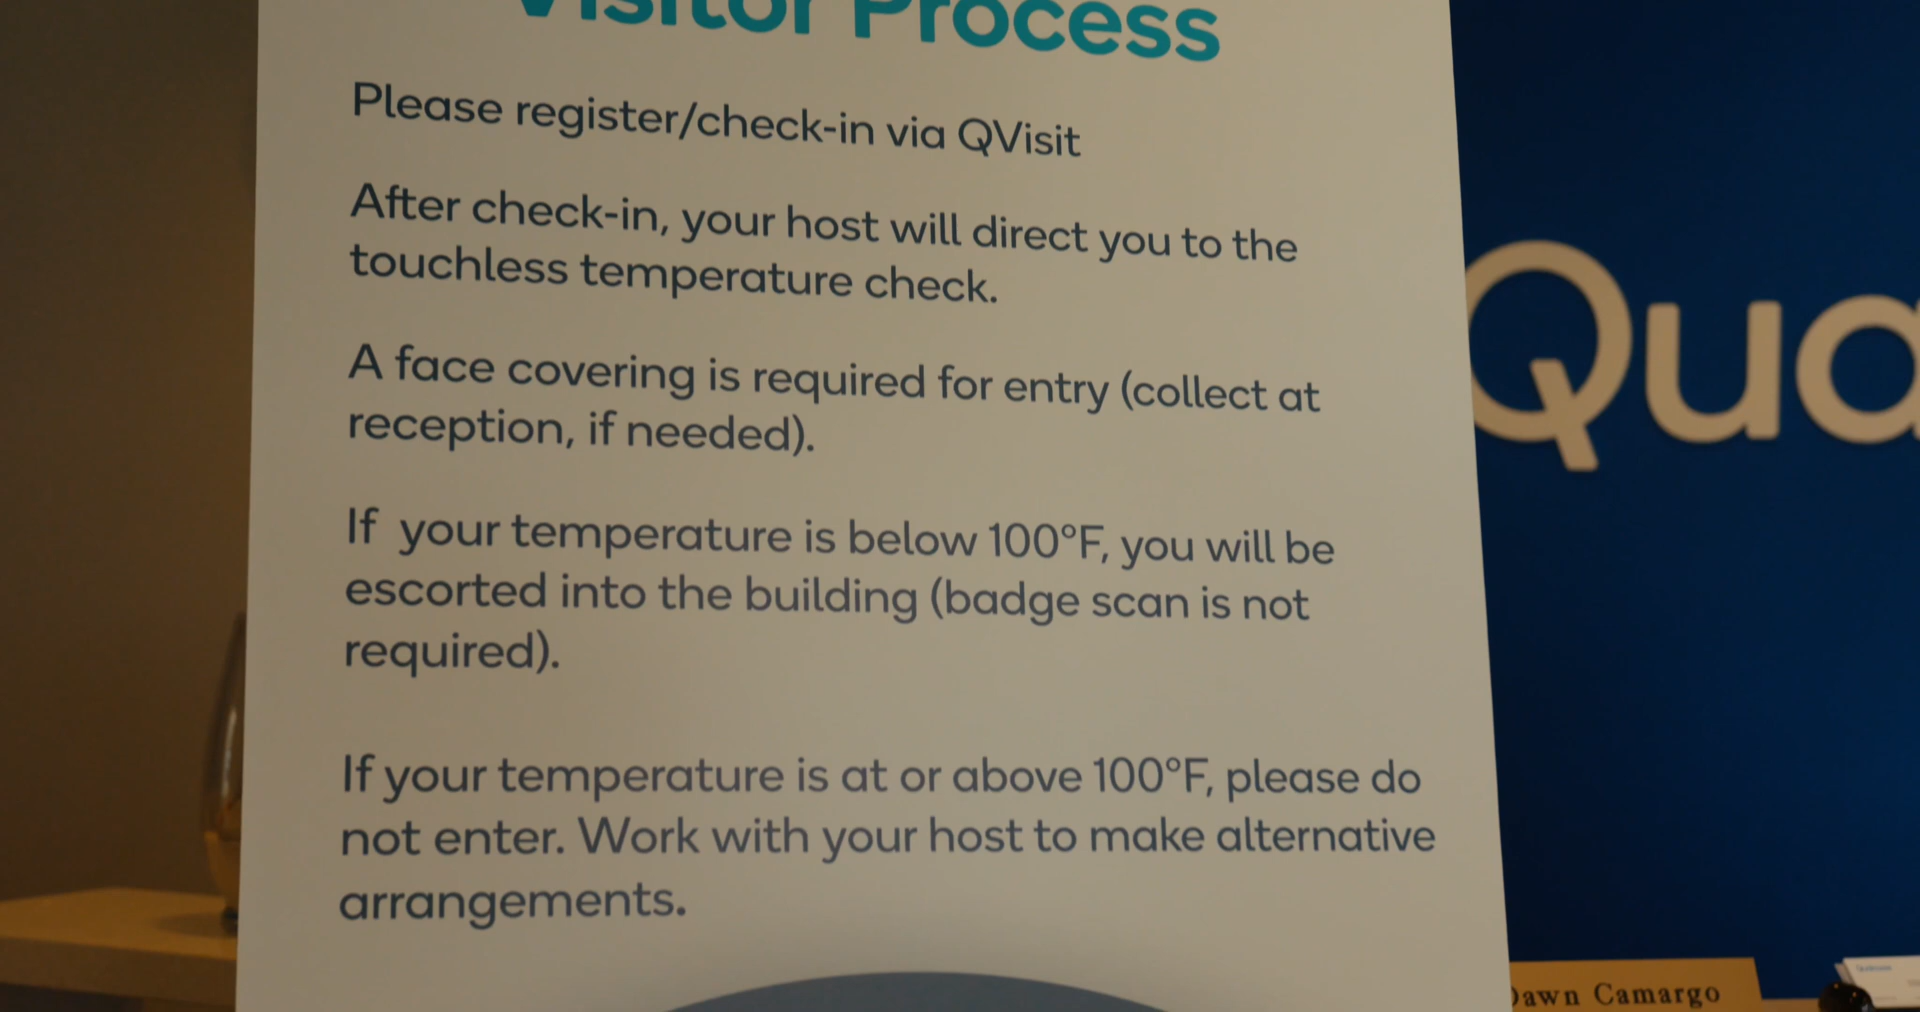 Visitor Process
Please register/check-in via QVisit
After check-in, your host will direct you to the
touchless temperature check.
A face covering is required for entry (collect at
reception, if needed).
If your temperature is below 100°F, you will be
escorted into the building (badge scan is not
required).
If your temperature is at or above 100°F, please do
not enter. Work with your host to make alternative
arrangements.
Qua
Dawn Camargo